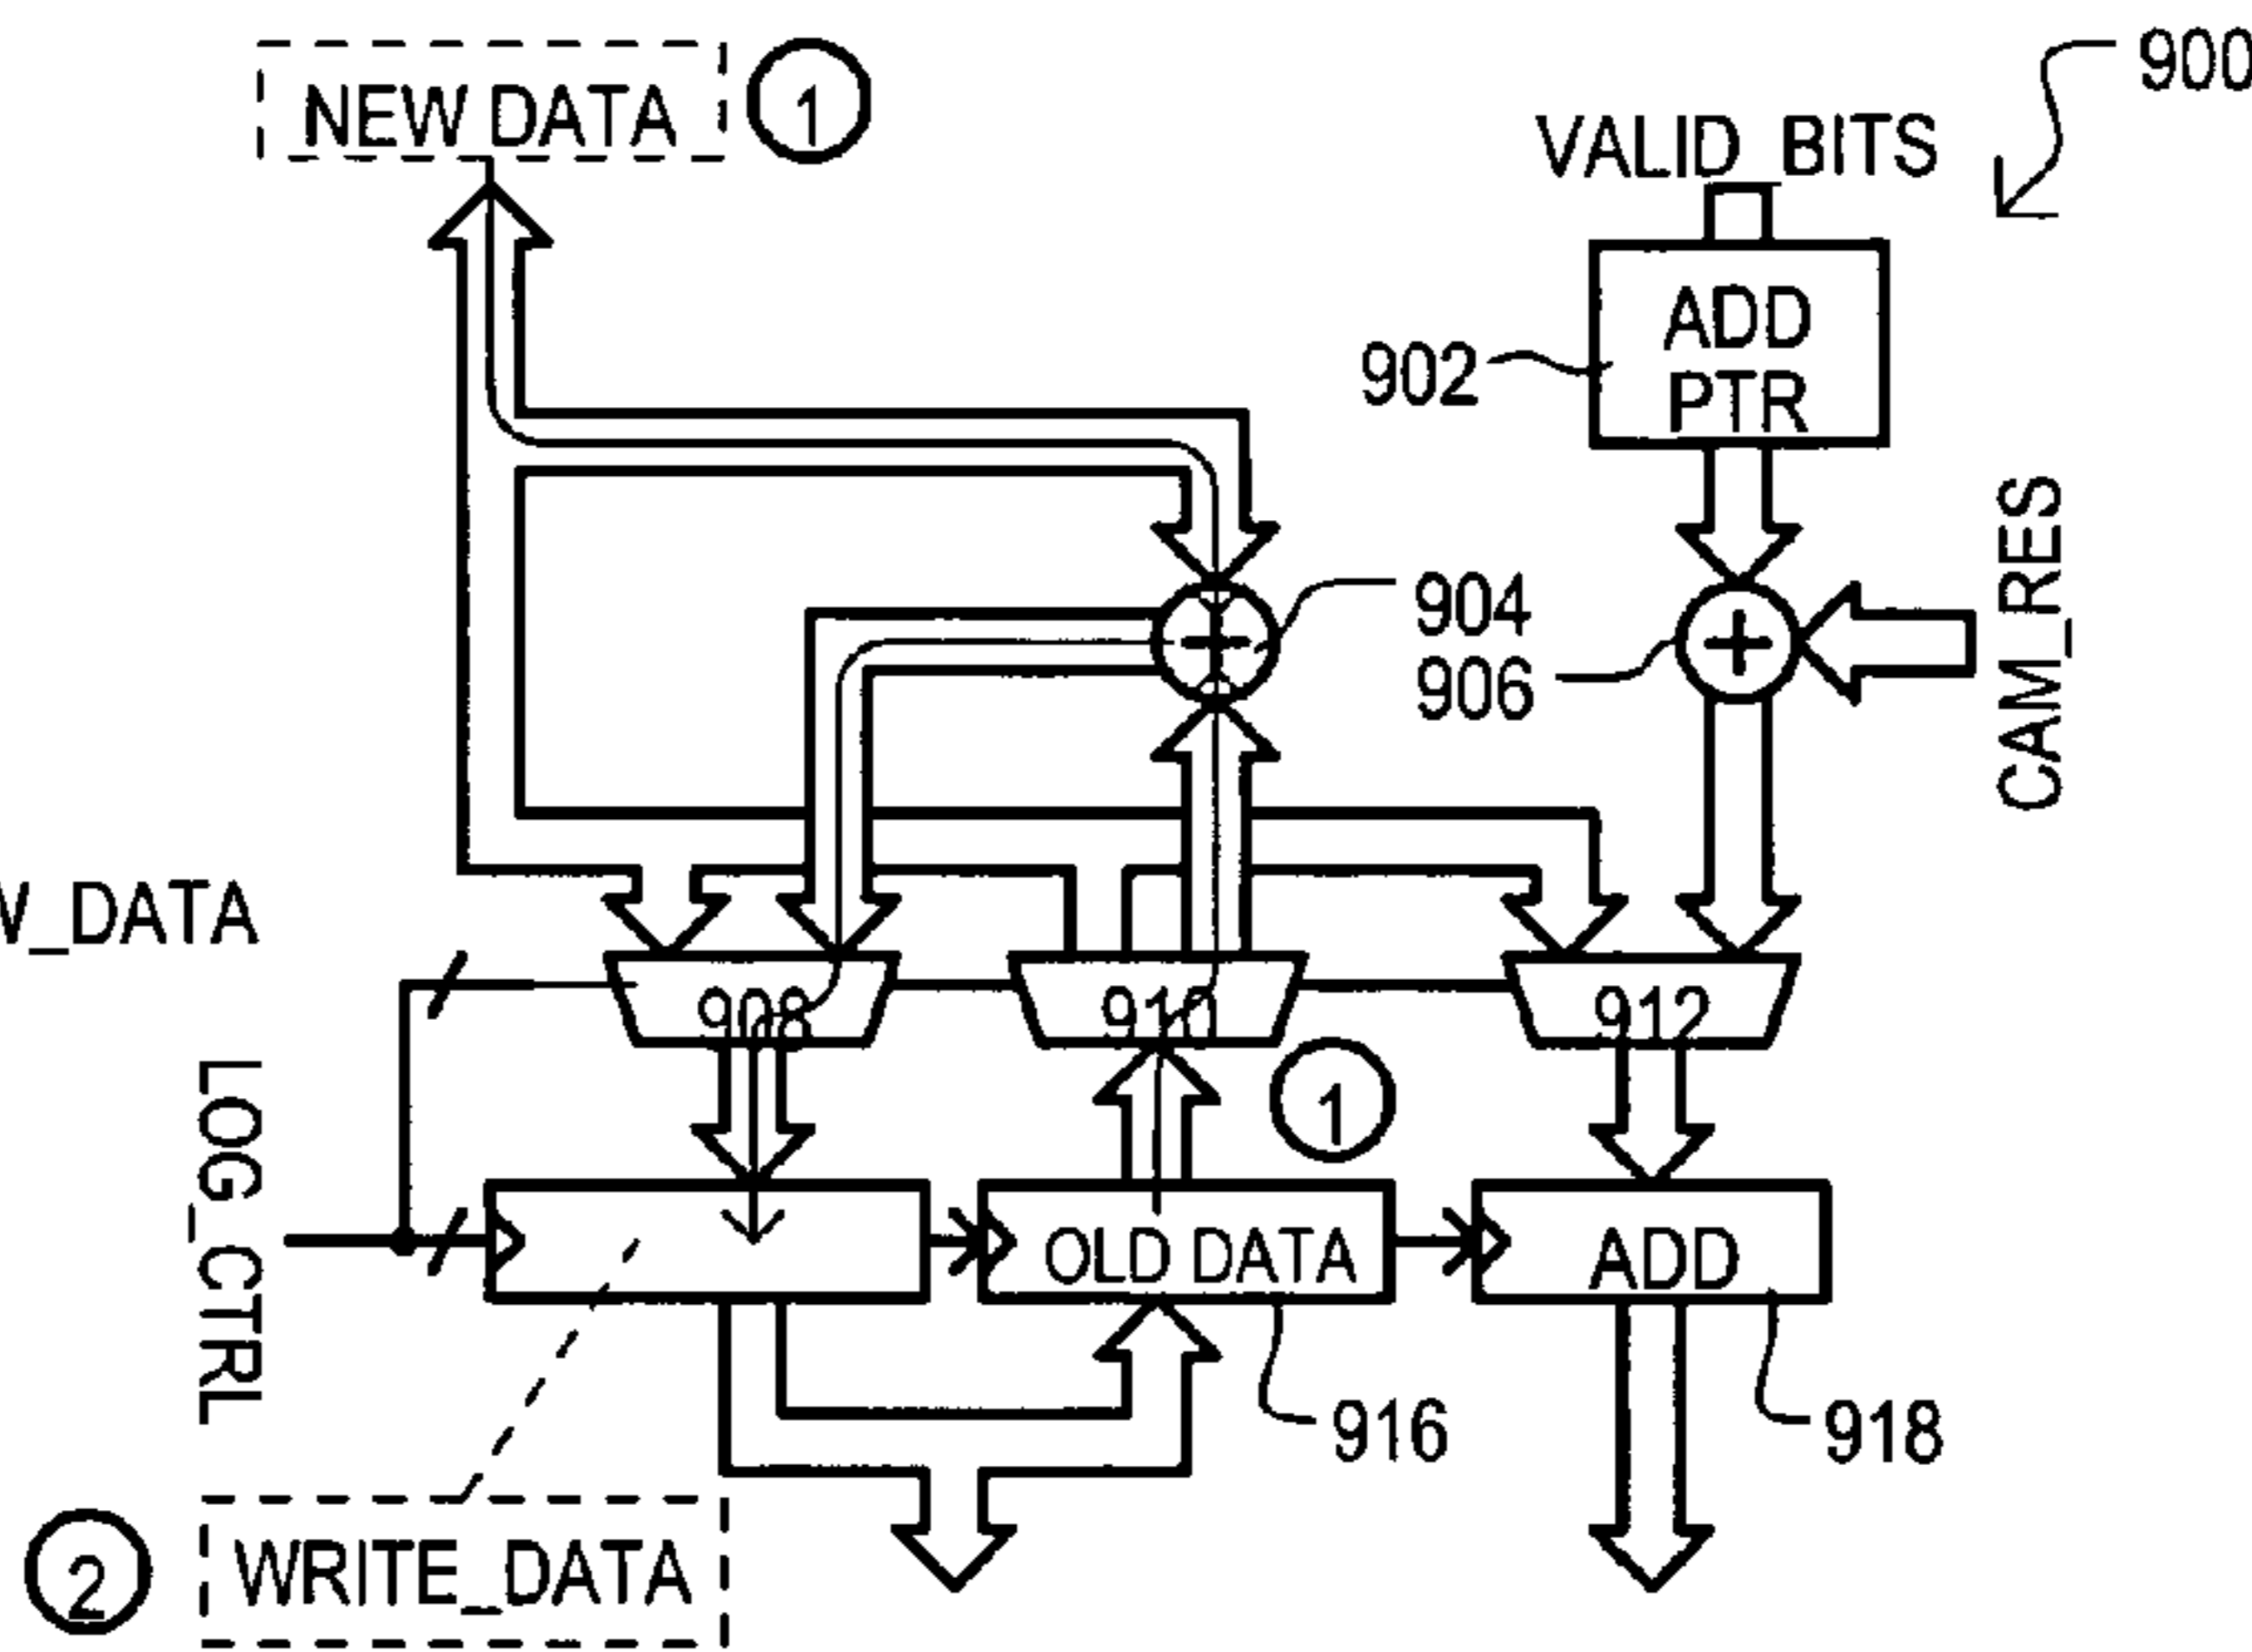 NEW DATA
1
900
VALID_BITS
ADD
PTR
902
CAM_RES
904
906
W_DATA
908
910
912
LOG_CTRL
1
OLD DATA
ADD
916
918
2
WRITE_DATA